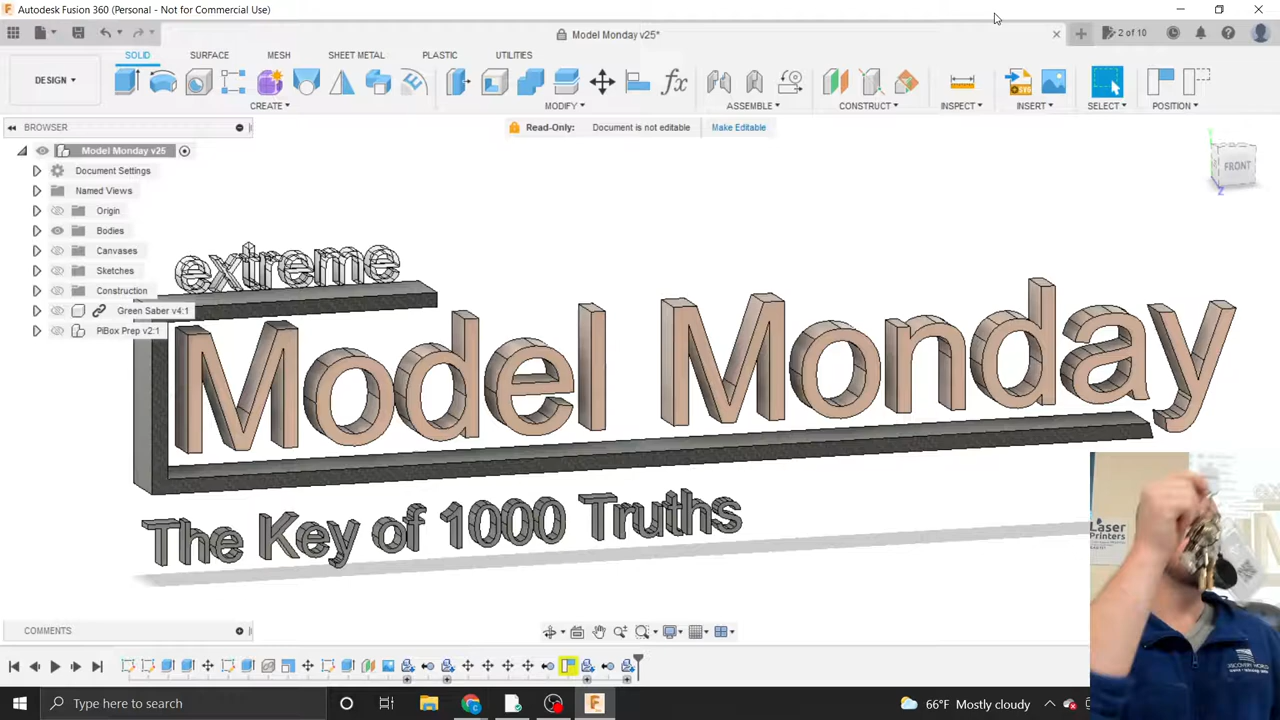 Autodesk Fusion 360 (Personal - Not for Commercial Use)
Model Monday v25*
2 of 10
DESIGN
SOLID SURFACE MESH SHEET METAL PLASTIC UTILITIES
CREATE MODIFY ASSEMBLE CONSTRUCT INSPECT INSERT SELECT POSITION
BROWSER
Read-Only: Document is not editable Make Editable
Model Monday v25
Document Settings
Named Views
Origin
Bodies
Canvases
Sketches
Construction
Green Saber v4:1
PiBox Prep v2:1
FRONT
extreme
Model Monday
The Key of 1000 Truths
Laser
Printers
DISCOVERY WORLD
COMMENTS
Type here to search
66°F Mostly cloudy